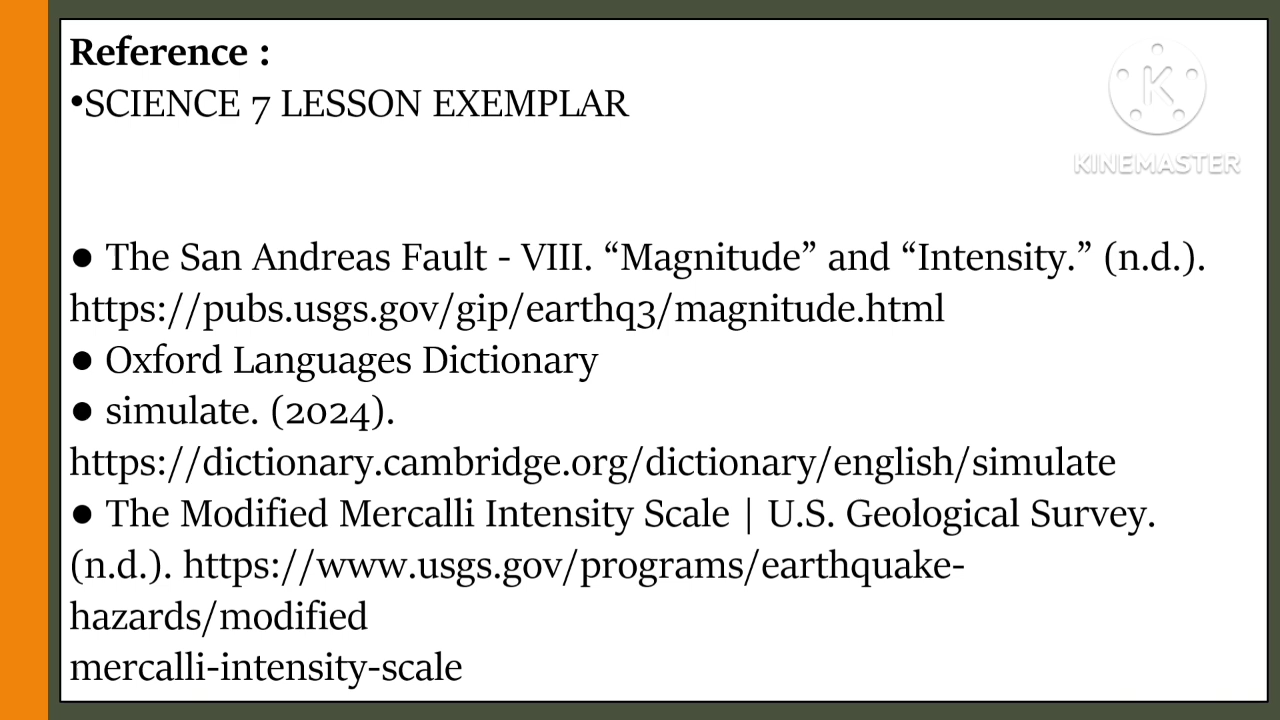 Reference :
•SCIENCE 7 LESSON EXEMPLAR
K
KINEMASTER
● The San Andreas Fault - VIII. “Magnitude” and “Intensity.” (n.d.).
https://pubs.usgs.gov/gip/earthq3/magnitude.html
● Oxford Languages Dictionary
● simulate. (2024).
https://dictionary.cambridge.org/dictionary/english/simulate
● The Modified Mercalli Intensity Scale | U.S. Geological Survey.
(n.d.). https://www.usgs.gov/programs/earthquake-
hazards/modified
mercalli-intensity-scale